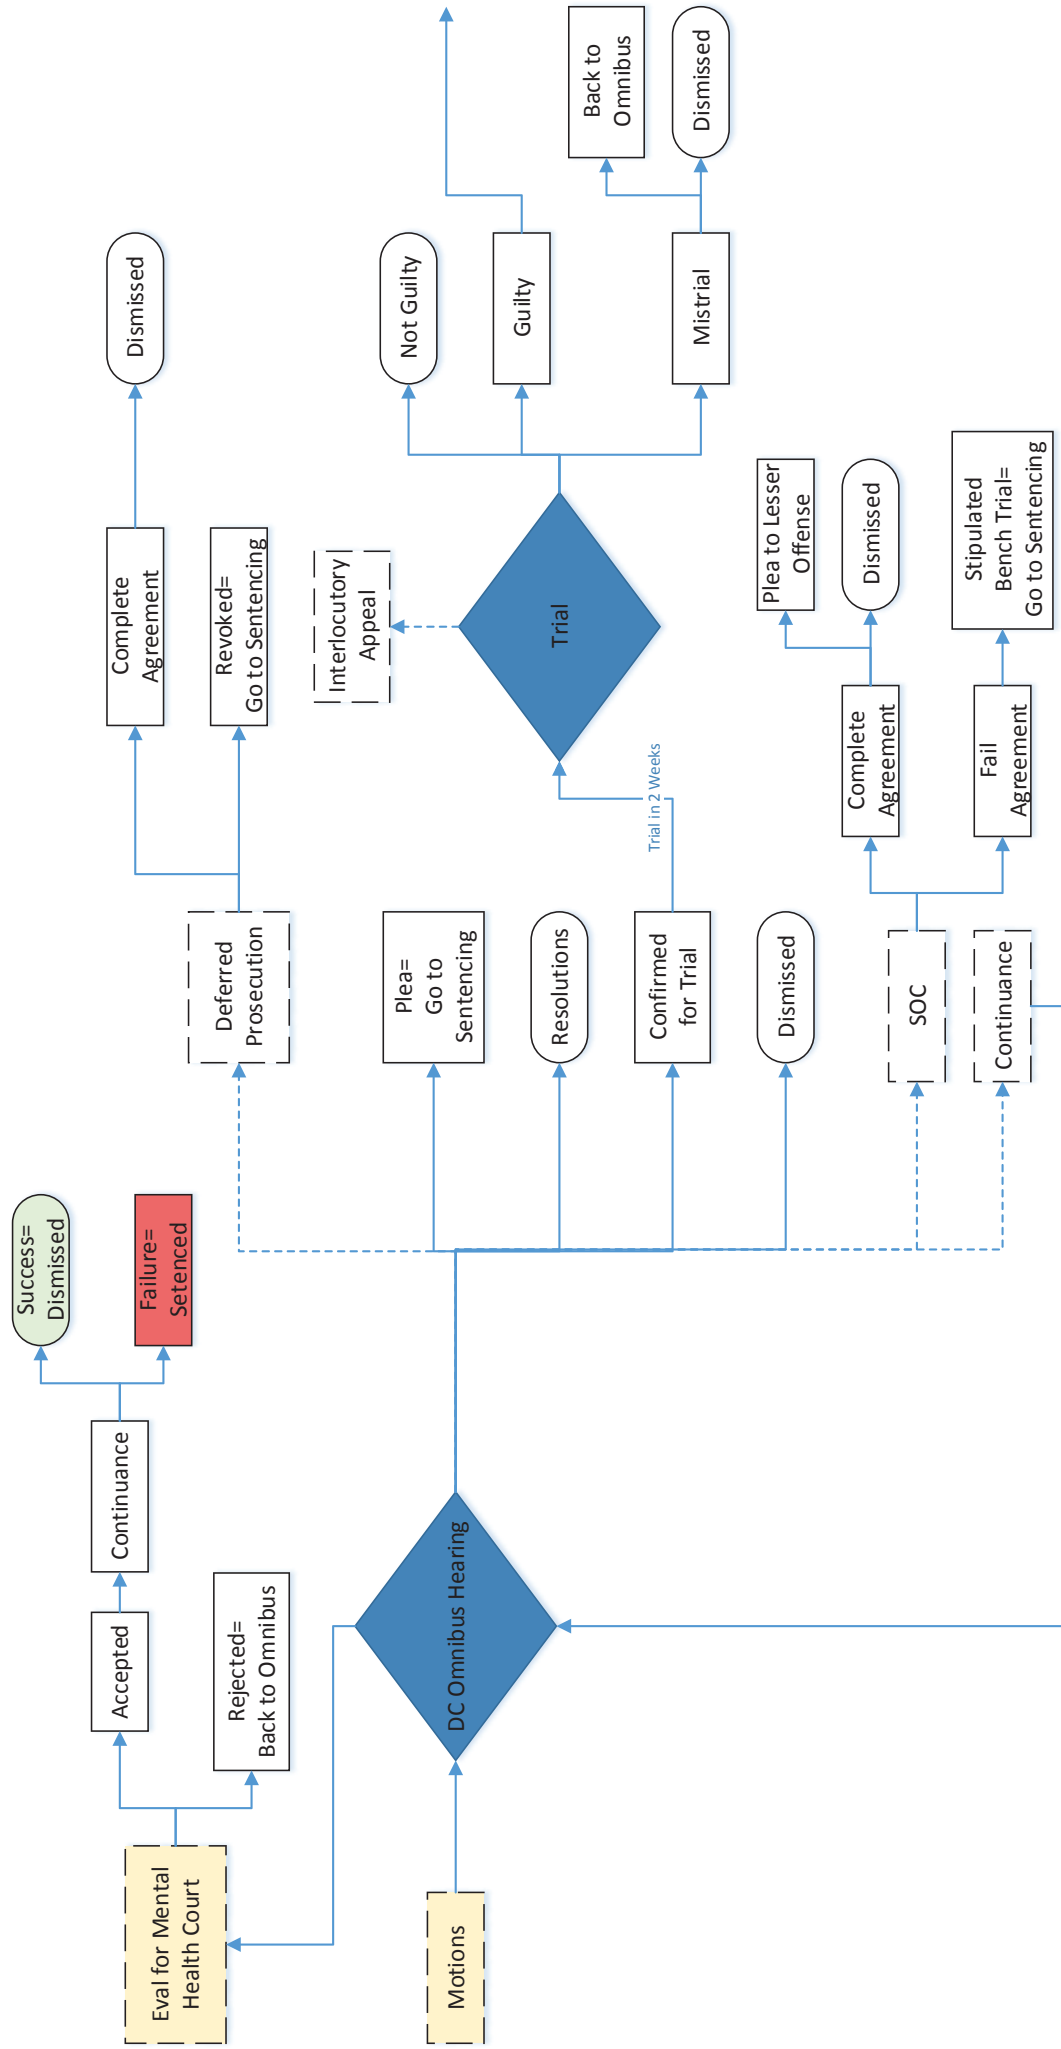 Eval for Mental
Health Court
Accepted
Continuance
Success=
Dismissed
Failure=
Setenced
Rejected=
Back to Omnibus
Motions
DC Omnibus Hearing
Deferred
Prosecution
Complete
Agreement
Dismissed
Revoked=
Go to Sentencing
Plea=
Go to
Sentencing
Resolutions
Confirmed
for Trial
Trial in 2 Weeks
Dismissed
SOC
Continuance
Interlocutory
Appeal
Trial
Not Guilty
Guilty
Mistrial
Back to
Omnibus
Dismissed
Complete
Agreement
Plea to Lesser
Offense
Dismissed
Fail
Agreement
Stipulated
Bench Trial=
Go to Sentencing